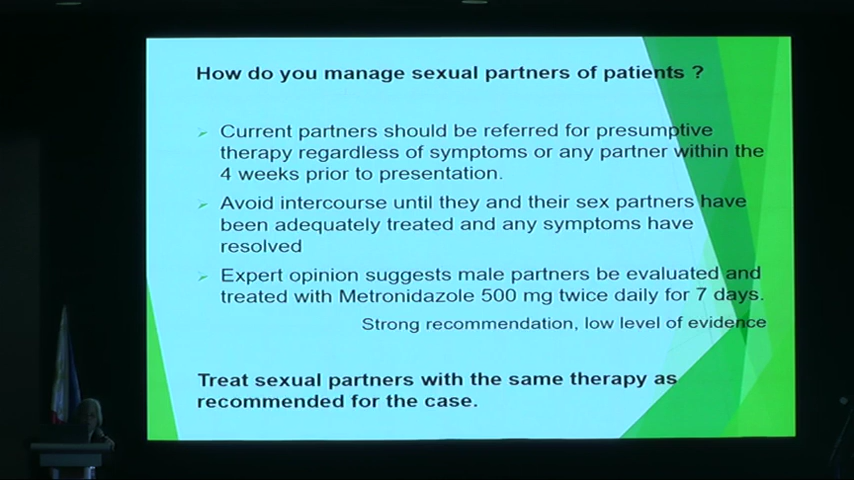 How do you manage sexual partners of patients ?
Current partners should be referred for presumptive
therapy regardless of symptoms or any partner within the
4 weeks prior to presentation.
Avoid intercourse until they and their sex partners have
been adequately treated and any symptoms have
resolved
Expert opinion suggests male partners be evaluated and
treated with Metronidazole 500 mg twice daily for 7 days.
Strong recommendation, low level of evidence
Treat sexual partners with the same therapy as
recommended for the case.